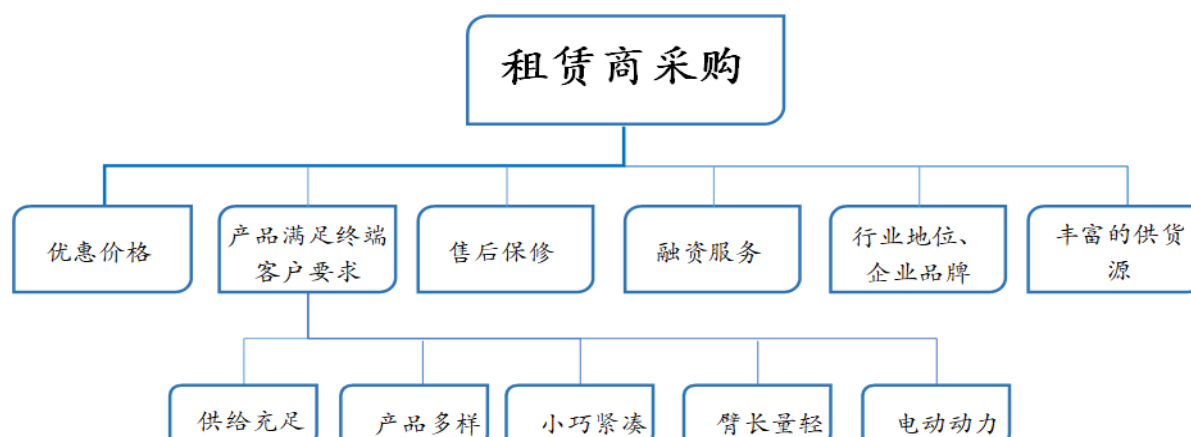 租赁商采购
优惠价格
产品满足终端
客户要求
售后保修
融资服务
行业地位、
企业品牌
丰富的供货
源
供给充足
产品多样
小巧紧凑
臂长量轻
电动动力